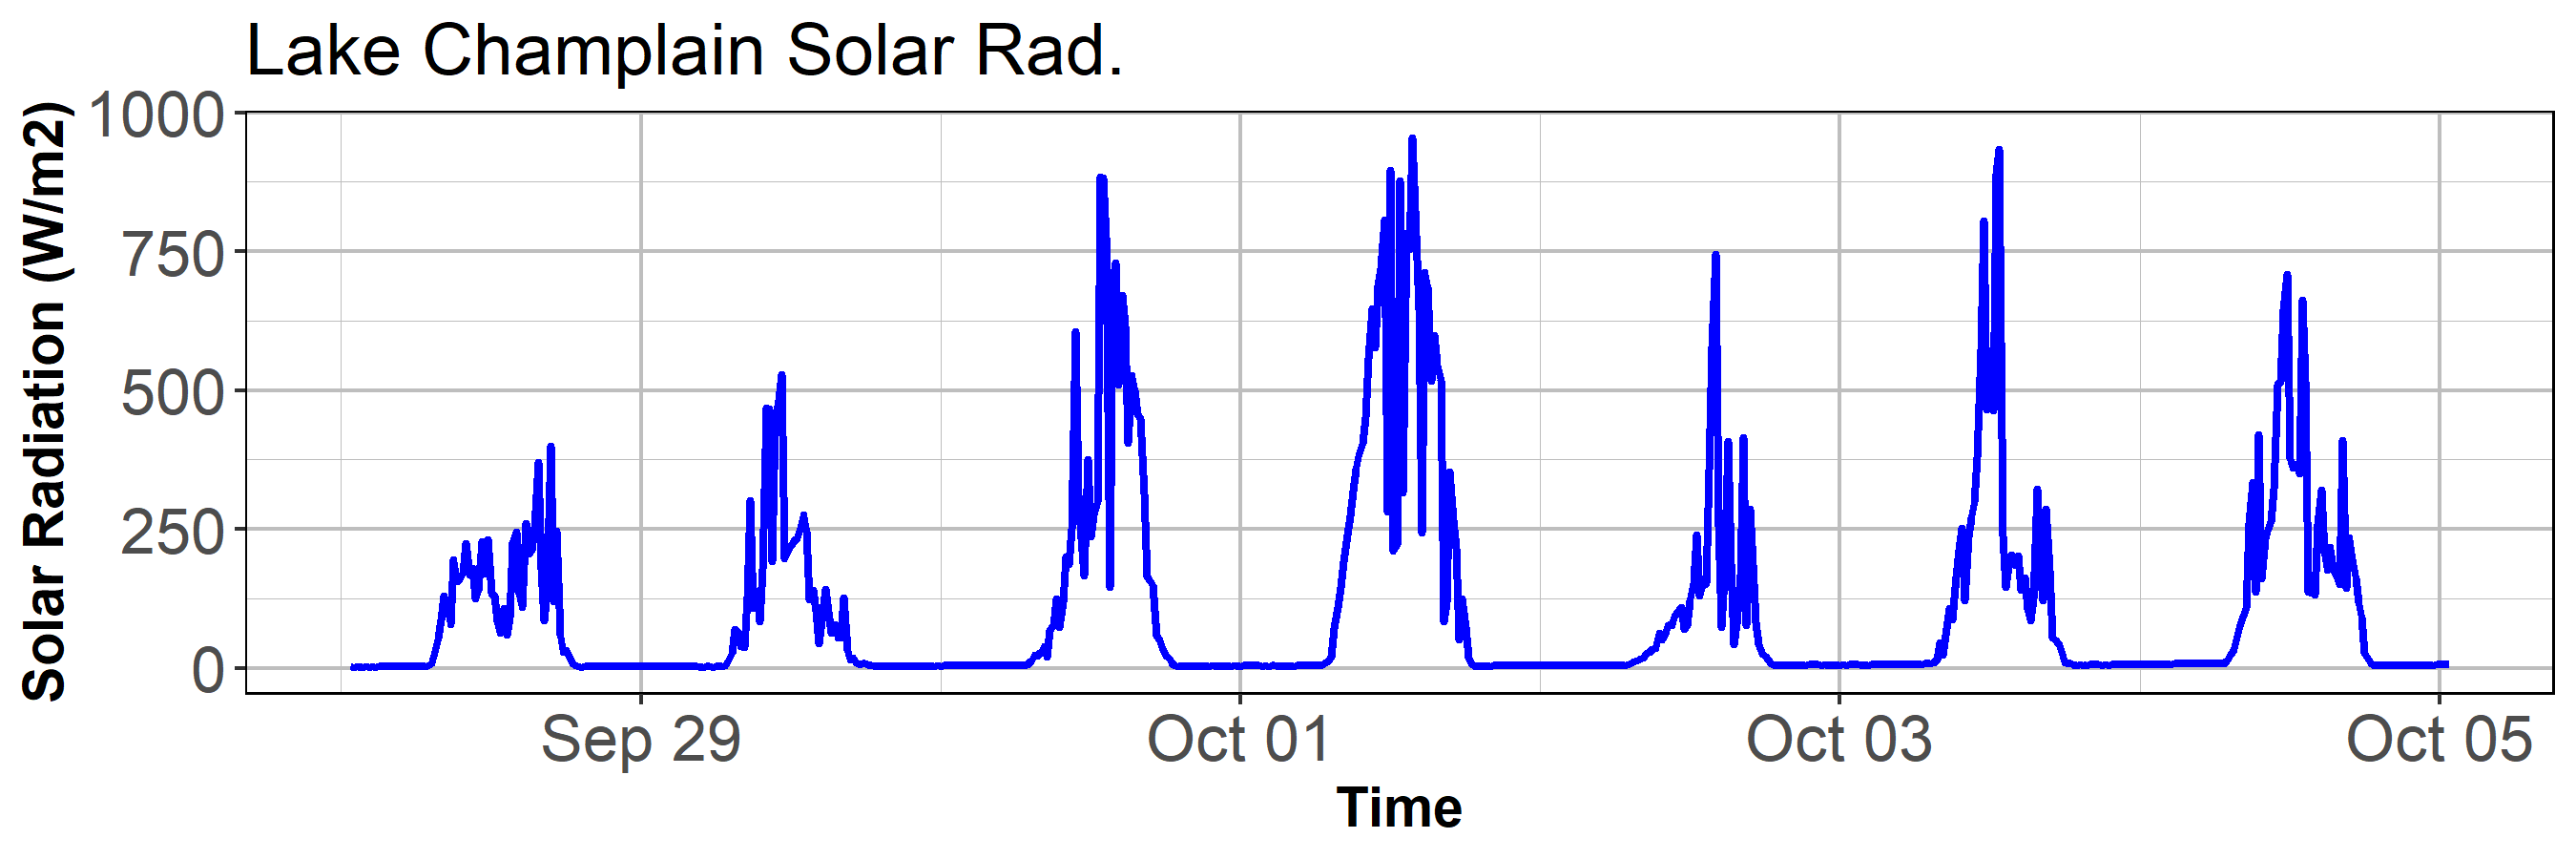 Lake Champlain Solar Rad.
Solar Radiation (W/m2)
1000
750
500
250
0
Sep 29
Oct 01
Oct 03
Oct 05
Time